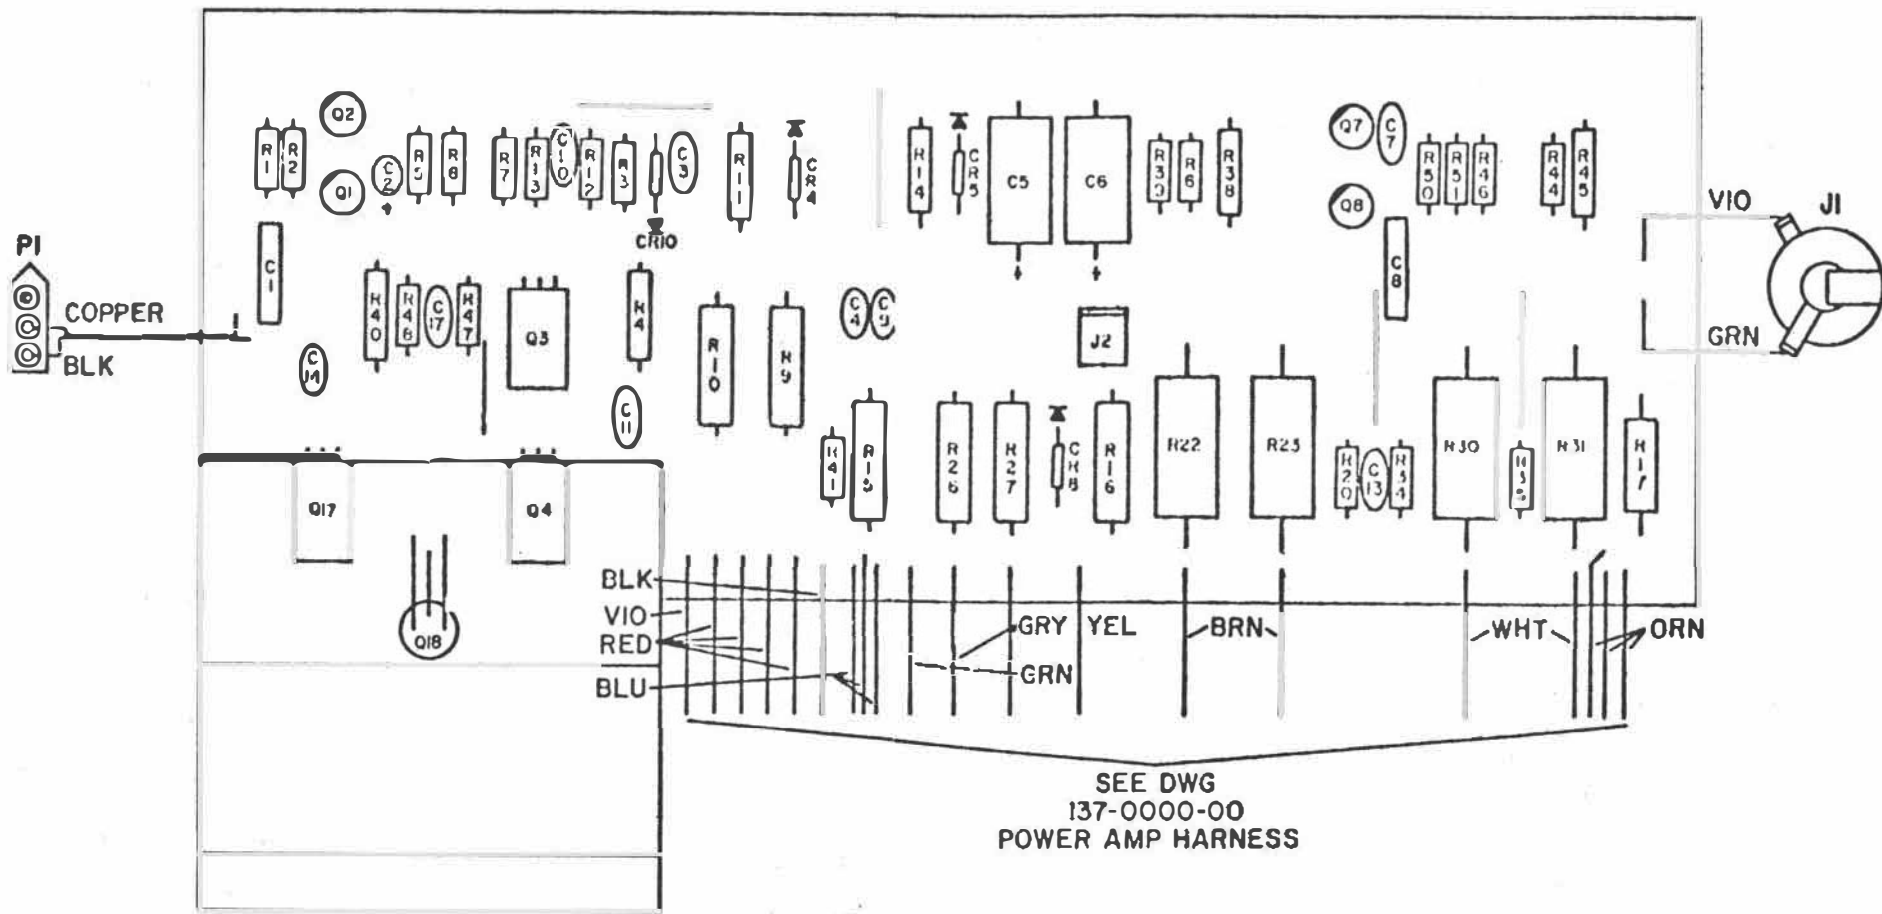 Q2
Q7
C7
R1
R2
Q1
C2
R5
R8
R7
R13
C10
R12
R3
C3
R11
CR4
R14
CR5
C5
C6
R39
R6
R38
Q8
R50
R51
R46
R44
R45
VIO
J1
P1
CR10
C1
C8
COPPER
BLK
R40
R48
C17
R47
Q3
R4
R10
R9
C4
C9
J2
GRN
C14
C11
R41
R15
R26
R27
CR8
R16
R22
R23
R20
C13
R34
R30
R31
R17
Q17
Q4
BLK
VIO
RED
BLU
Q18
GRY YEL
GRN
BRN
WHT
ORN
SEE DWG
137-0000-00
POWER AMP HARNESS